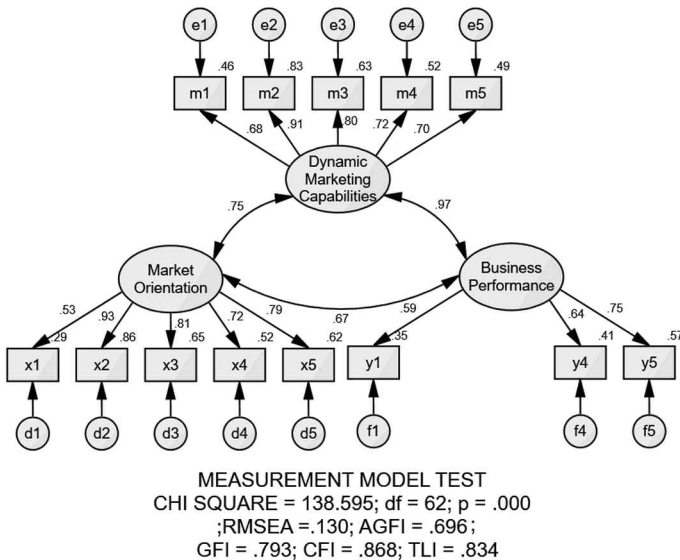 e1 e2 e3 e4 e5
.46 .83 .63 .52 .49
m1 m2 m3 m4 m5
.68 .91 .80 .72 .70
Dynamic
Marketing
Capabilities
.75 .97
Market
Orientation
Business
Performance
.67
.53 .93 .81 .72 .79 .59 .64 .75
.29 .86 .65 .52 .62 .35 .41 .57
x1 x2 x3 x4 x5 y1 y4 y5
d1 d2 d3 d4 d5 f1 f4 f5
MEASUREMENT MODEL TEST
CHI SQUARE = 138.595; df = 62; p = .000
;RMSEA =.130; AGFI = .696;
GFI = .793; CFI = .868; TLI = .834